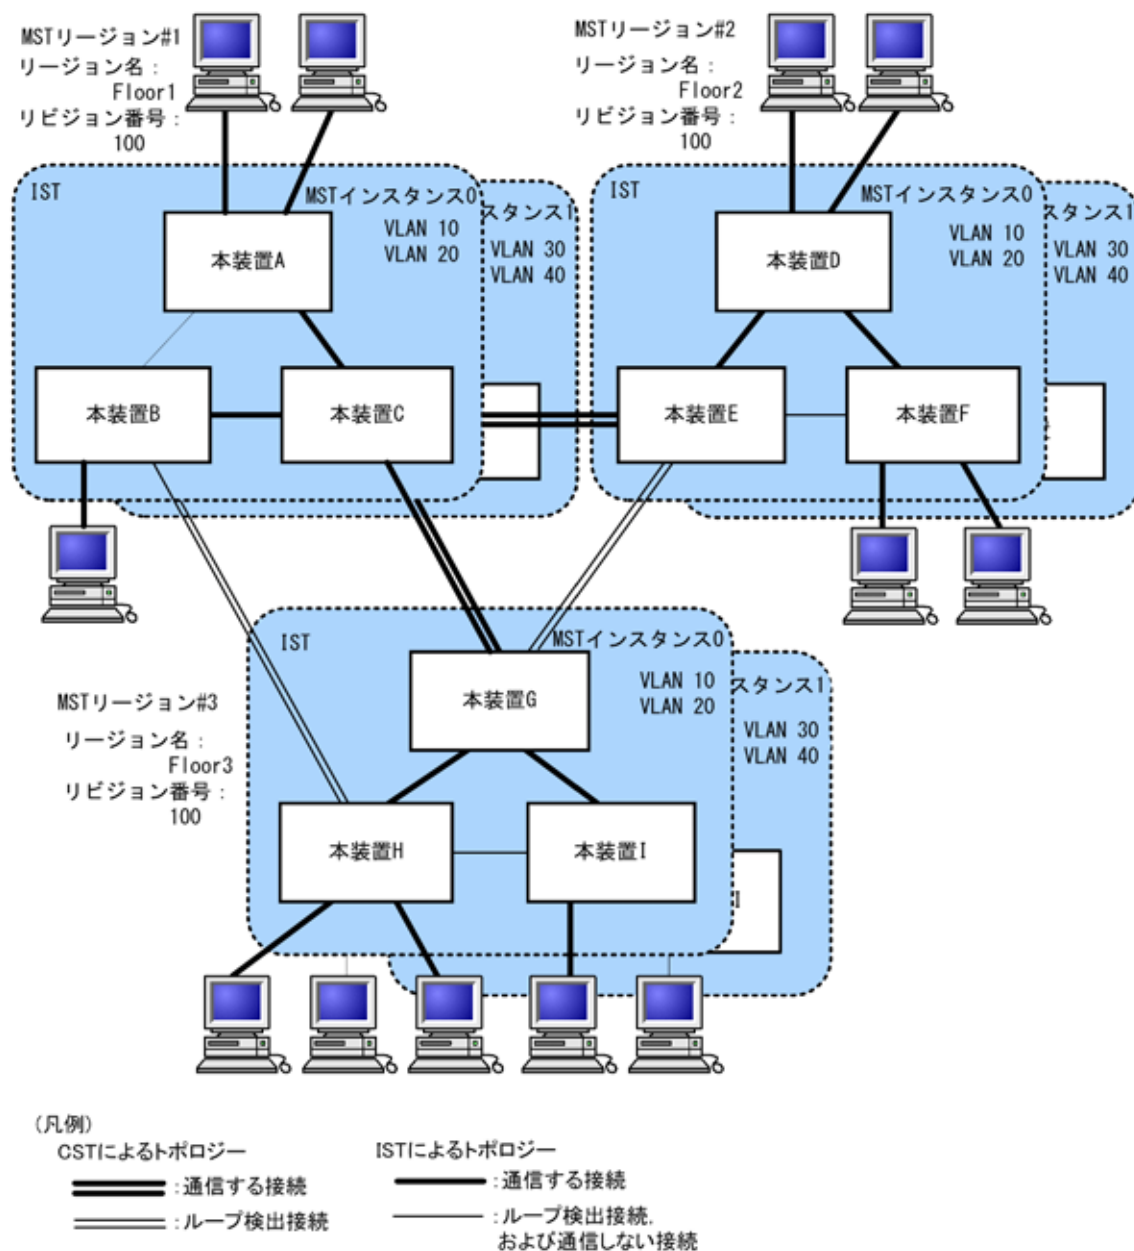 MSTリージョン#1
リージョン名：
Floor1
リビジョン番号：
100
MSTリージョン#2
リージョン名：
Floor2
リビジョン番号：
100
IST
MSTインスタンス0
VLAN 10
VLAN 20
スタンス1
VLAN 30
VLAN 40
本装置A
本装置B
本装置C
IST
MSTインスタンス0
VLAN 10
VLAN 20
スタンス1
VLAN 30
VLAN 40
本装置D
本装置E
本装置F
MSTリージョン#3
リージョン名：
Floor3
リビジョン番号：
100
IST
MSTインスタンス0
VLAN 10
VLAN 20
スタンス1
VLAN 30
VLAN 40
本装置G
本装置H
本装置I
I
(凡例)
CSTによるトポロジー
：通信する接続
：ループ検出接続
ISTによるトポロジー
：通信する接続
：ループ検出接続，
および通信しない接続